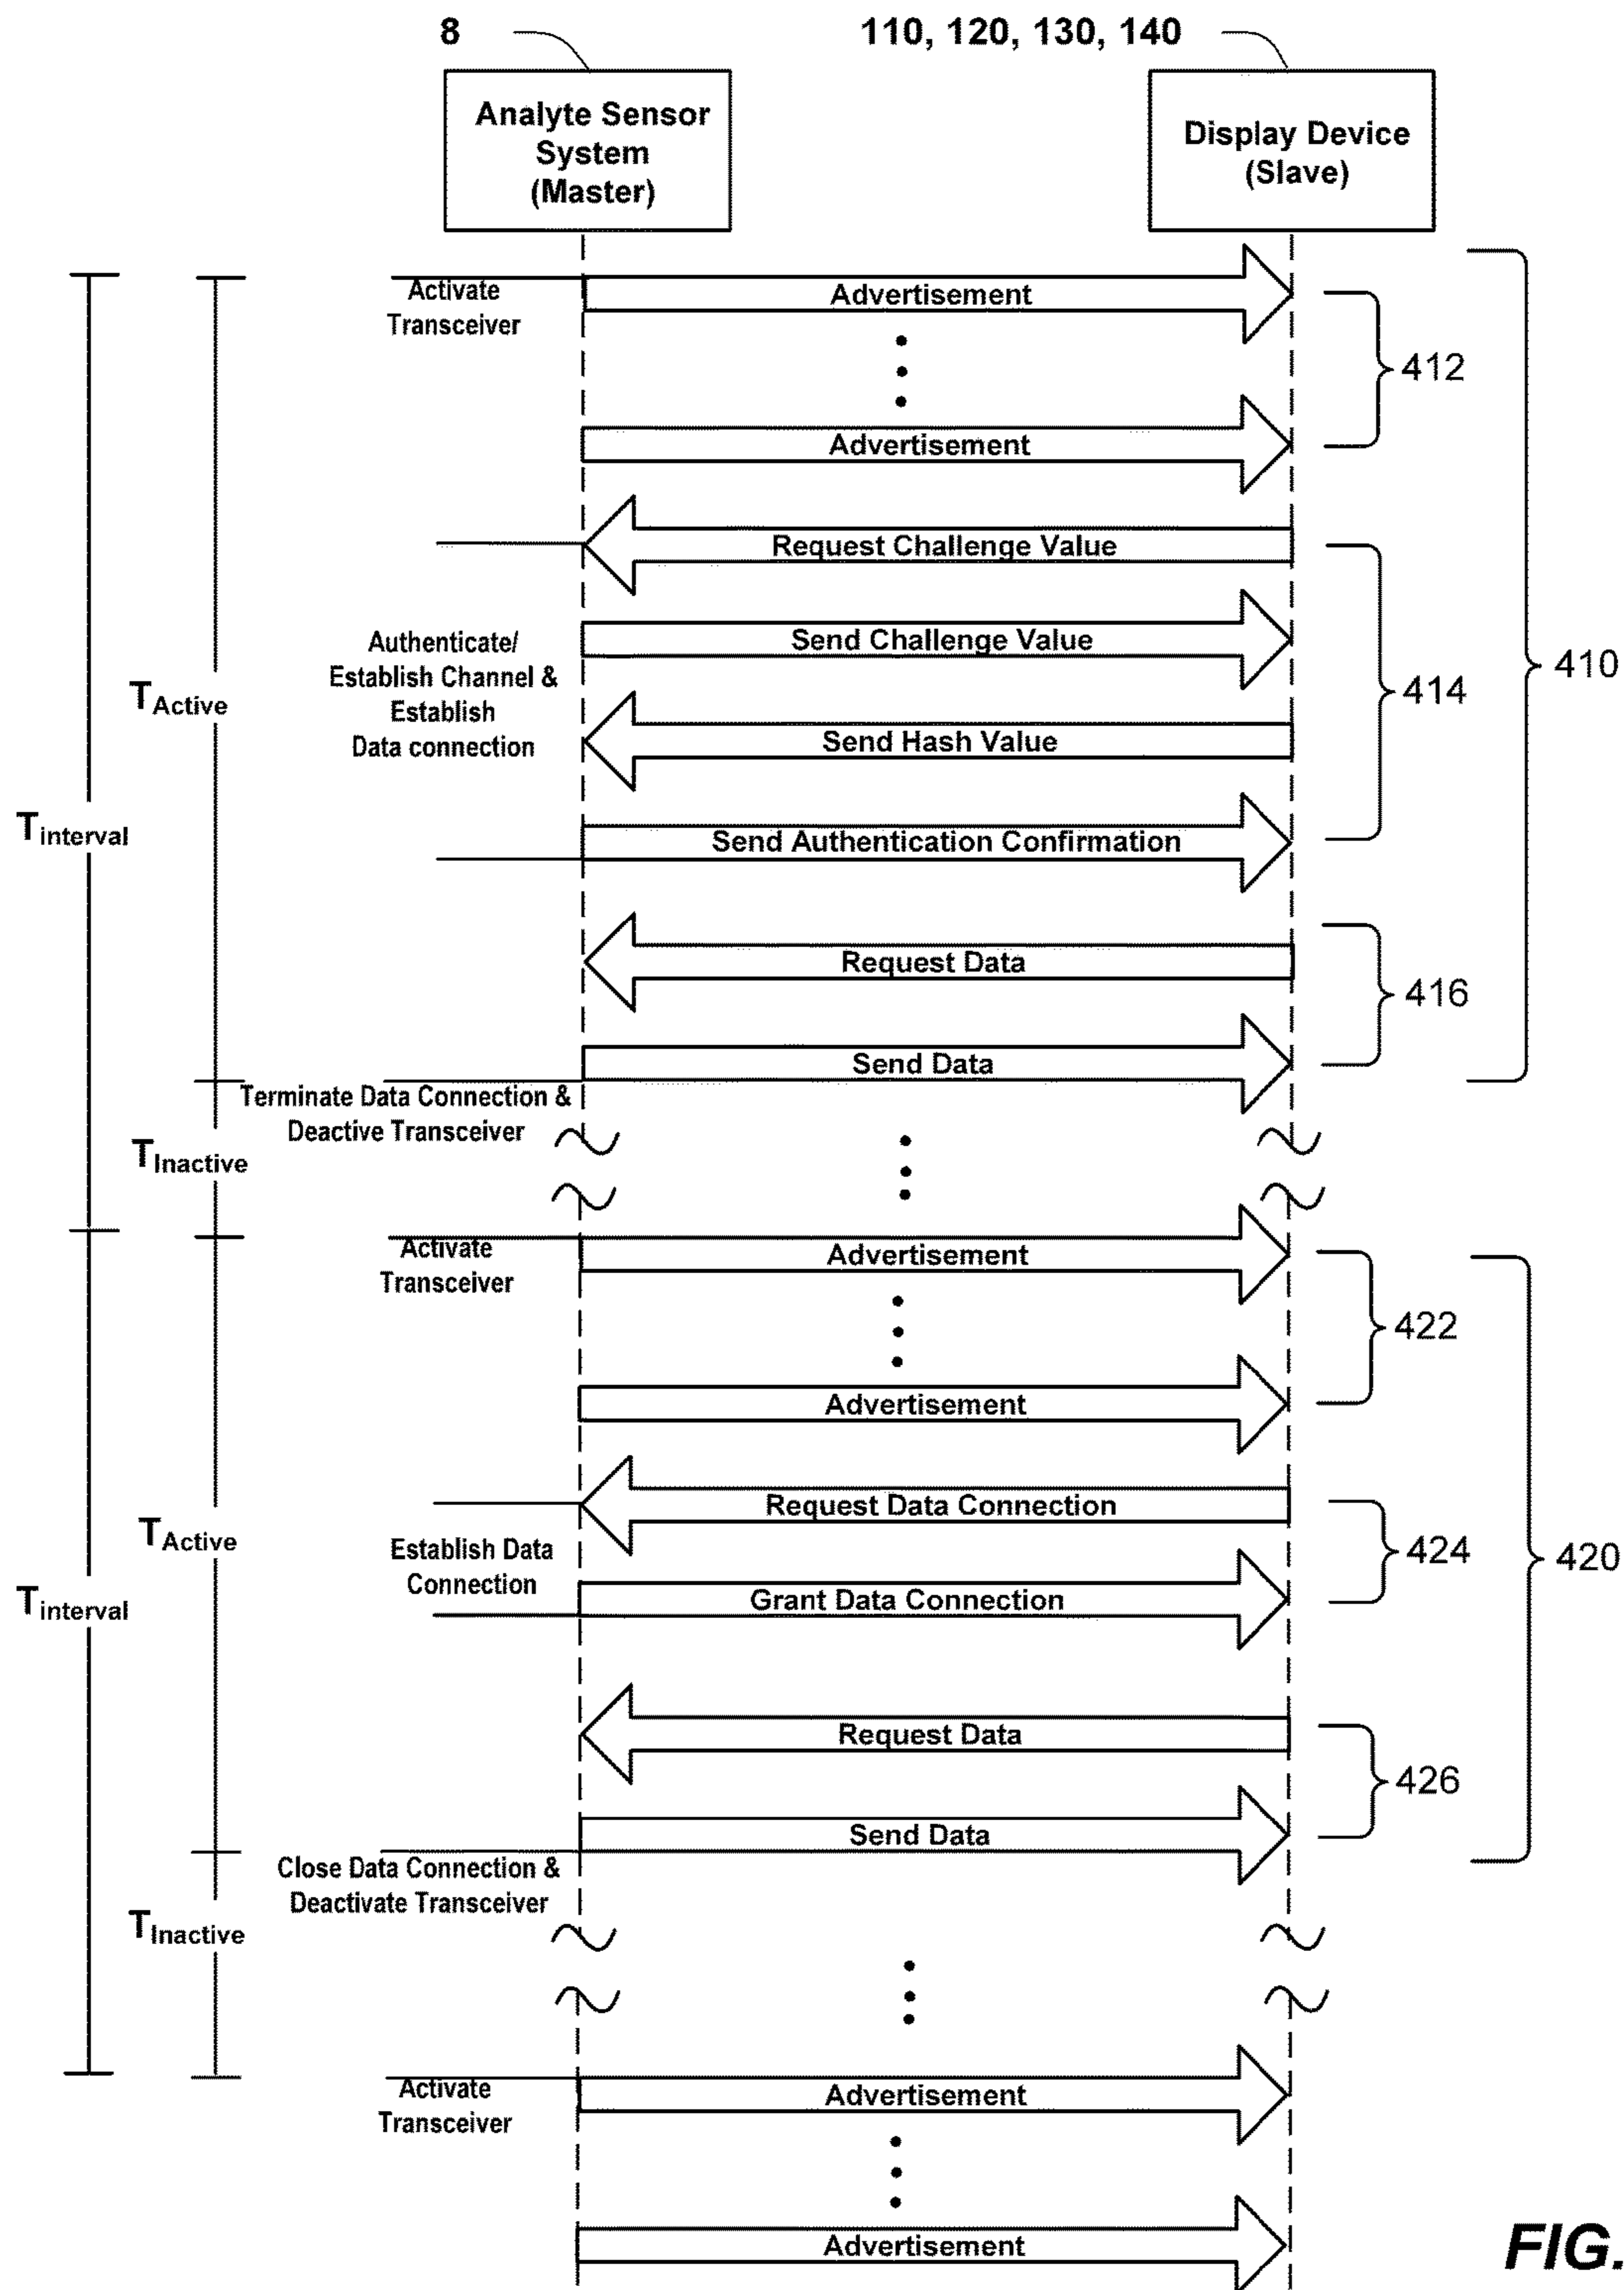 8
110, 120, 130, 140
Analyte Sensor
System
(Master)
Display Device
(Slave)
Activate
Transceiver
Advertisement
412
Advertisement
Request Challenge Value
Authenticate/
Establish Channel &
Establish
Data connection
Send Challenge Value
410
414
TActive
Send Hash Value
Tinterval
Send Authentication Confirmation
Request Data
416
Send Data
Terminate Data Connection &
Deactive Transceiver
TInactive
Activate
Transceiver
Advertisement
422
Advertisement
Request Data Connection
TActive
Establish Data
Connection
424
420
Grant Data Connection
Tinterval
Request Data
426
Send Data
Close Data Connection &
Deactivate Transceiver
TInactive
Activate
Transceiver
Advertisement
Advertisement
FIG.